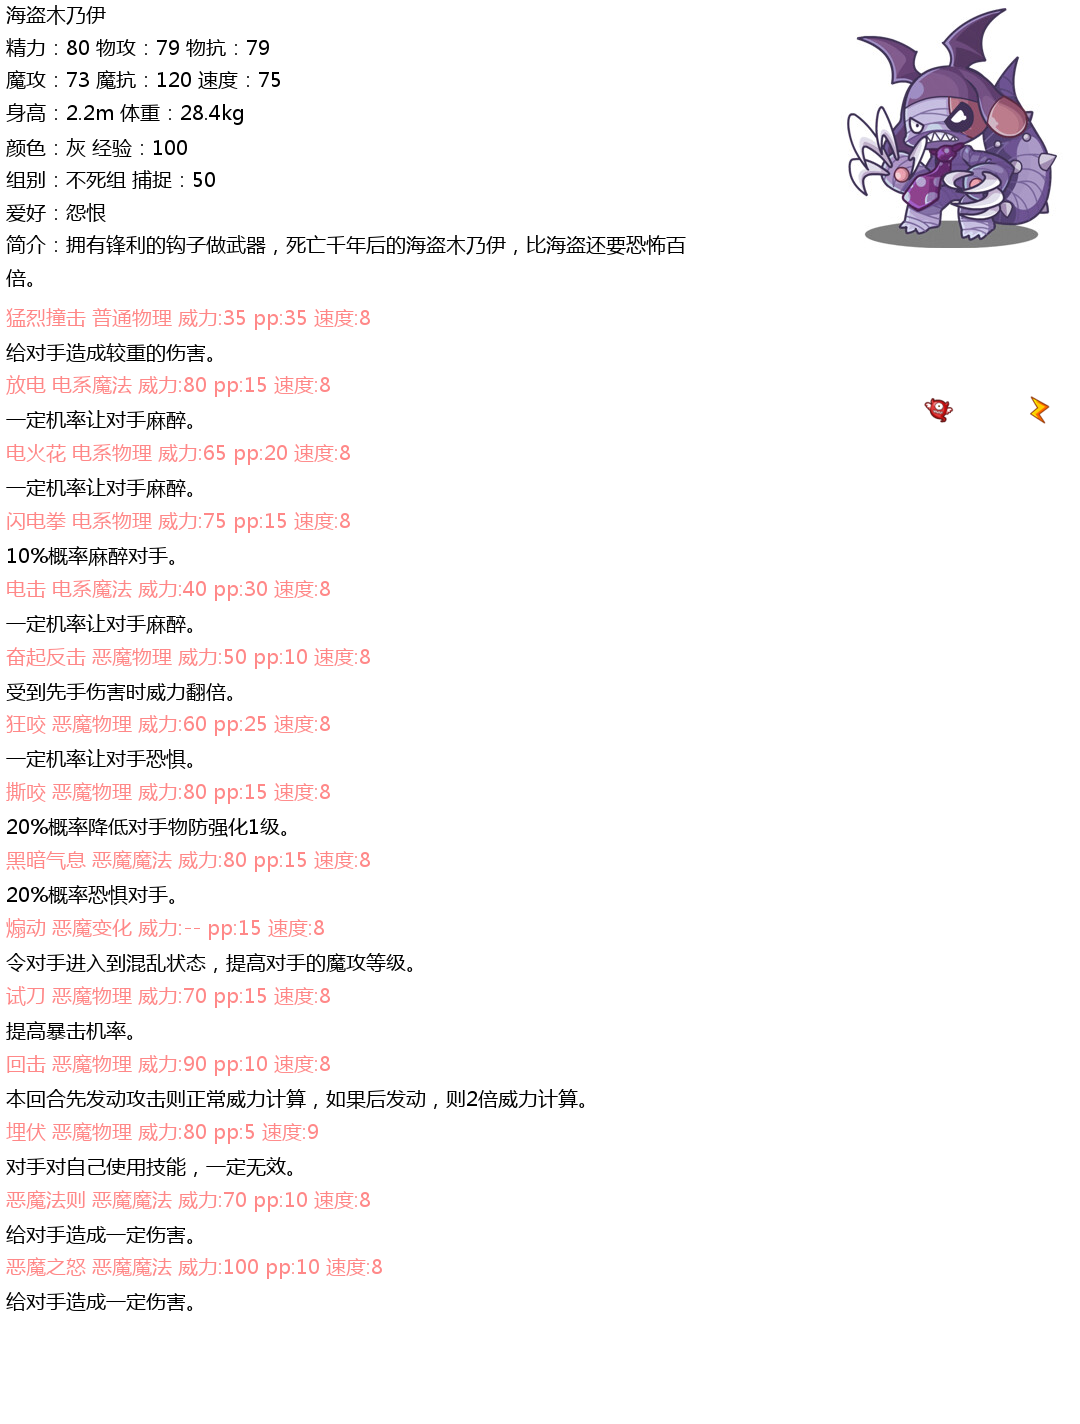 海盗木乃伊
精力：80 物攻：79 物抗：79
魔攻：73 魔抗：120 速度：75
身高：2.2m 体重：28.4kg
颜色：灰 经验：100
组别：不死组 捕捉：50
爱好：怨恨
简介：拥有锋利的钩子做武器，死亡千年后的海盗木乃伊，比海盗还要恐怖百
倍。
猛烈撞击 普通物理 威力:35 pp:35 速度:8
给对手造成较重的伤害。
放电 电系魔法 威力:80 pp:15 速度:8
一定机率让对手麻醉。
电火花 电系物理 威力:65 pp:20 速度:8
一定机率让对手麻醉。
闪电拳 电系物理 威力:75 pp:15 速度:8
10%概率麻醉对手。
电击 电系魔法 威力:40 pp:30 速度:8
一定机率让对手麻醉。
奋起反击 恶魔物理 威力:50 pp:10 速度:8
受到先手伤害时威力翻倍。
狂咬 恶魔物理 威力:60 pp:25 速度:8
一定机率让对手恐惧。
撕咬 恶魔物理 威力:80 pp:15 速度:8
20%概率降低对手物防强化1级。
黑暗气息 恶魔魔法 威力:80 pp:15 速度:8
20%概率恐惧对手。
煽动 恶魔变化 威力:-- pp:15 速度:8
令对手进入到混乱状态，提高对手的魔攻等级。
试刀 恶魔物理 威力:70 pp:15 速度:8
提高暴击机率。
回击 恶魔物理 威力:90 pp:10 速度:8
本回合先发动攻击则正常威力计算，如果后发动，则2倍威力计算。
埋伏 恶魔物理 威力:80 pp:5 速度:9
对手对自己使用技能，一定无效。
恶魔法则 恶魔魔法 威力:70 pp:10 速度:8
给对手造成一定伤害。
恶魔之怒 恶魔魔法 威力:100 pp:10 速度:8
给对手造成一定伤害。